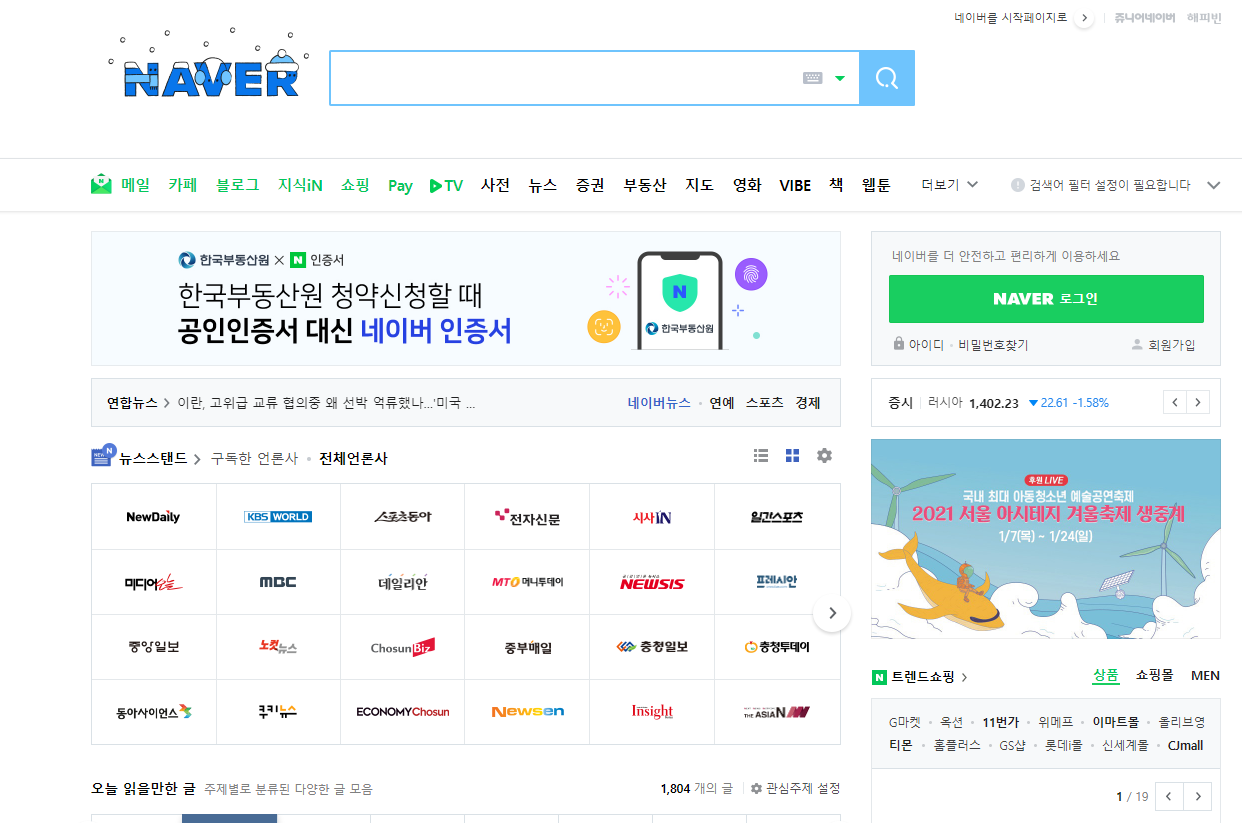 네이버를 시작페이지로
쥬니어네이버 해피빈
NAVER
메일 카페 블로그 지식iN 쇼핑 Pay TV 사전 뉴스 증권 부동산 지도 영화 VIBE 책 웹툰 더보기 검색어 필터 설정이 필요합니다
한국부동산원 × N 인증서
한국부동산원 청약신청할 때
공인인증서 대신 네이버 인증서
N
한국부동산원
네이버를 더 안전하고 편리하게 이용하세요
NAVER 로그인
아이디 · 비밀번호찾기 회원가입
연합뉴스 > 이란, 고위급 교류 협의중 왜 선박 억류했나...'미국 ...
네이버뉴스 · 연예 스포츠 경제
증시 러시아 1,402.23 ▼22.61 -1.58%
뉴스스탠드 > 구독한 언론사 · 전체언론사
NewDaily KBS WORLD 스포츠동아 전자신문 시사IN 일간스포츠
미디어오늘 MBC 데일리안 MT 머니투데이 NEWSIS 프레시안
중앙일보 노컷뉴스 ChosunBiz 중부매일 충청일보 충청투데이
동아사이언스 쿠키뉴스 ECONOMYChosun Newsen Insight THE ASIAN
후원 LIVE
국내 최대 아동청소년 예술공연축제
2021 서울 아시테지 겨울축제 생중계
1/7(목) ~ 1/24(일)
N 트렌드쇼핑 > 상품 쇼핑몰 MEN
G마켓 · 옥션 · 11번가 · 위메프 · 이마트몰 · 올리브영
티몬 · 홈플러스 · GS샵 · 롯데i몰 · 신세계몰 · CJmall
1 / 19
오늘 읽을만한 글 주제별로 분류된 다양한 글 모음
1,804 개의 글 관심주제 설정